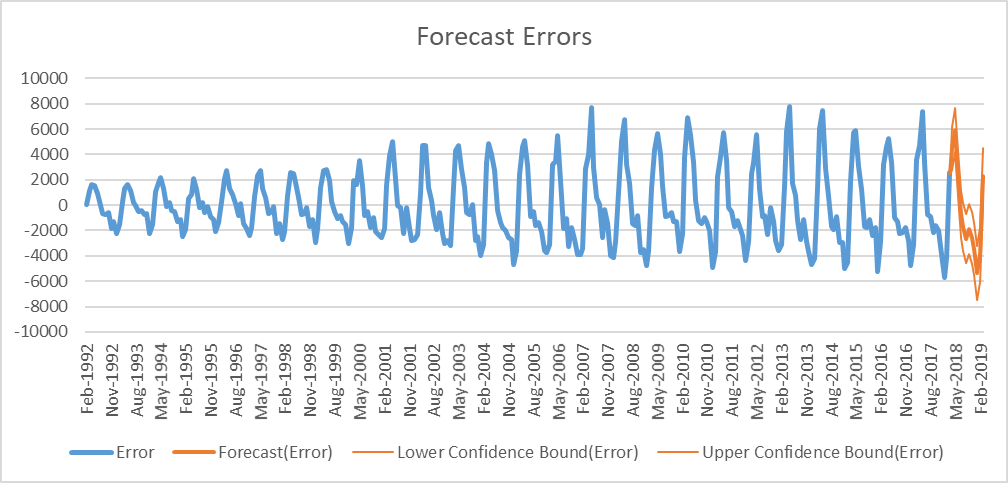 Forecast Errors
10000
8000
6000
4000
2000
0
-2000
-4000
-6000
-8000
-10000
Feb-1992
Nov-1992
Aug-1993
May-1994
Feb-1995
Nov-1995
Aug-1996
May-1997
Feb-1998
Nov-1998
Aug-1999
May-2000
Feb-2001
Nov-2001
Aug-2002
May-2003
Feb-2004
Nov-2004
Aug-2005
May-2006
Feb-2007
Nov-2007
Aug-2008
May-2009
Feb-2010
Nov-2010
Aug-2011
May-2012
Feb-2013
Nov-2013
Aug-2014
May-2015
Feb-2016
Nov-2016
Aug-2017
May-2018
Feb-2019
Error Forecast(Error) Lower Confidence Bound(Error) Upper Confidence Bound(Error)